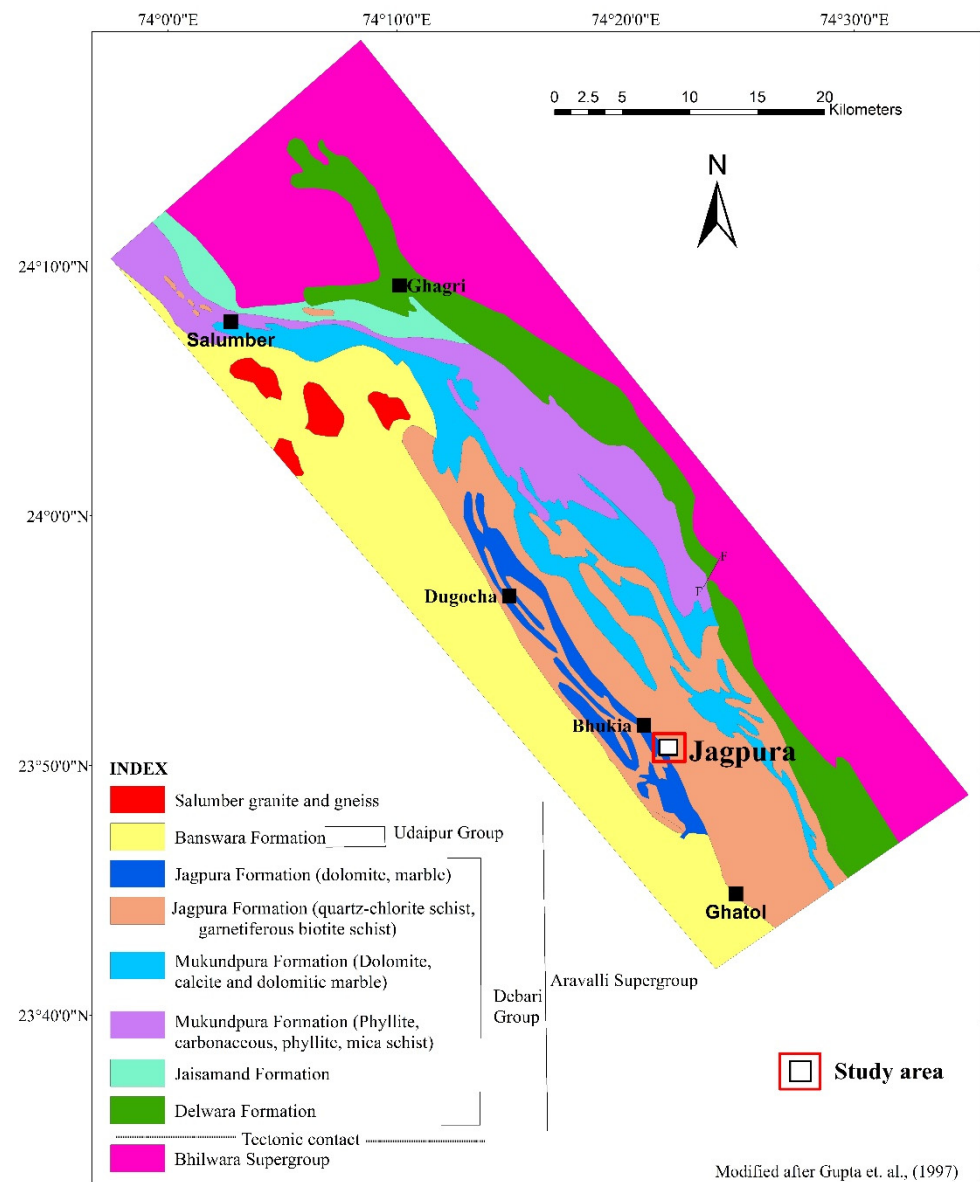 74°0'0"E 74°10'0"E 74°20'0"E 74°30'0"E
0 2.5 5 10 15 20
Kilometers
N
24°10'0"N
Ghagri
Salumber
24°0'0"N
F
F
Dugocha
Bhukia
Jagpura
23°50'0"N
Ghatol
INDEX
Salumber granite and gneiss
Banswara Formation
Udaipur Group
Jagpura Formation (dolomite, marble)
Jagpura Formation (quartz-chlorite schist,
garnetiferous biotite schist)
Mukundpura Formation (Dolomite,
calcite and dolomitic marble)
Aravalli Supergroup
Debari
Group
23°40'0"N
Mukundpura Formation (Phyllite,
carbonaceous, phyllite, mica schist)
Jaisamand Formation
Study area
Delwara Formation
Tectonic contact
Bhilwara Supergroup
Modified after Gupta et. al., (1997)